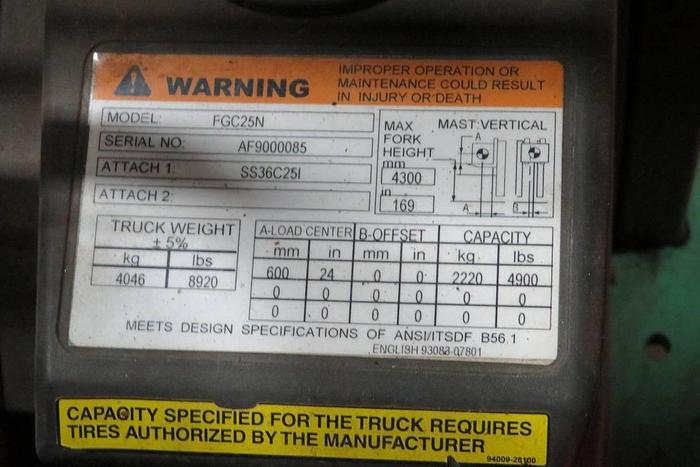 WARNING
IMPROPER OPERATION OR
MAINTENANCE COULD RESULT
IN INJURY OR DEATH
MODEL: FGC25N
SERIAL NO. AF9000085
ATTACH 1: SS36C25I
ATTACH 2:
MAX
FORK
HEIGHT
mm
4300
in
169
MAST:VERTICAL
A
A
B
TRUCK WEIGHT
± 5%
kg lbs
4046 8920
A-LOAD CENTER B-OFFSET CAPACITY
mm in mm in kg lbs
600 24 0 0 2220 4900
0 0 0 0 0 0
0 0 0 0 0 0
MEETS DESIGN SPECIFICATIONS OF ANSI/ITSDF B56.1
ENGLISH 93083-07801
CAPACITY SPECIFIED FOR THE TRUCK REQUIRES
TIRES AUTHORIZED BY THE MANUFACTURER
94009-26100